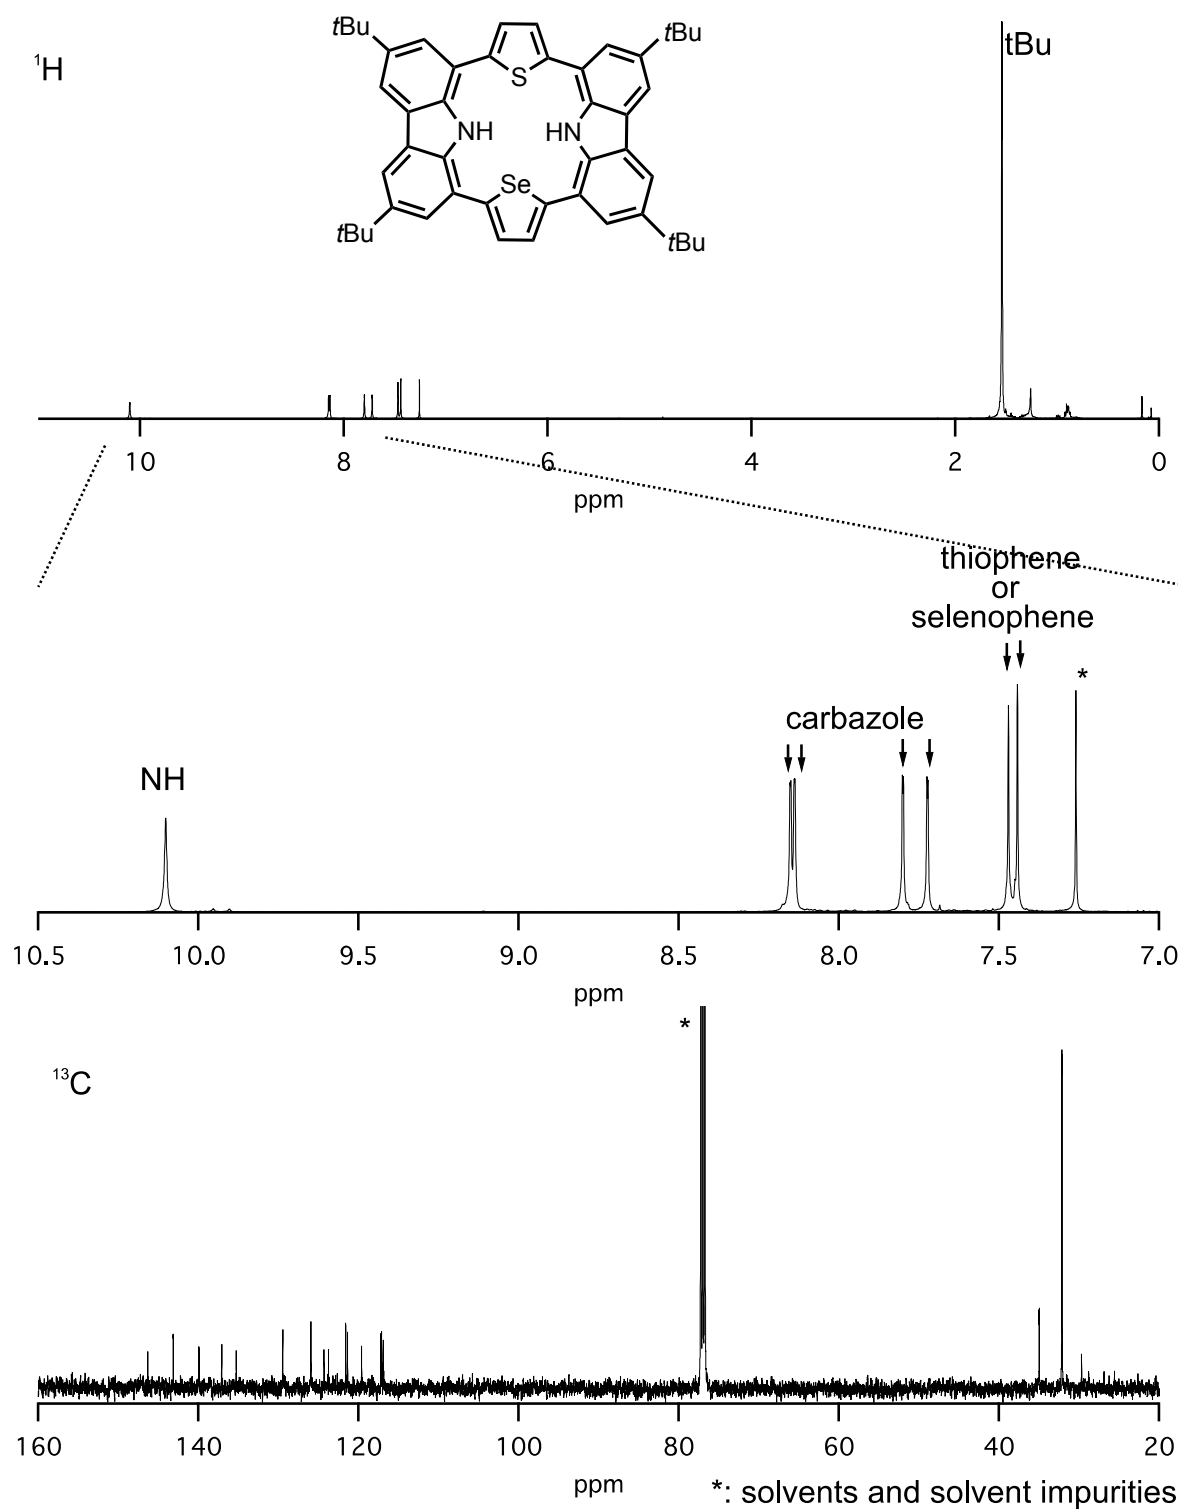 tBu
tBu
¹H
tBu
S
NH
HN
Se
tBu
tBu
10
8
6
4
2
0
ppm
thiophene
or
selenophene
*
carbazole
NH
10.5
10.0
9.5
9.0
8.5
8.0
7.5
7.0
ppm
*
¹³C
160
140
120
100
80
60
40
20
ppm
*: solvents and solvent impurities